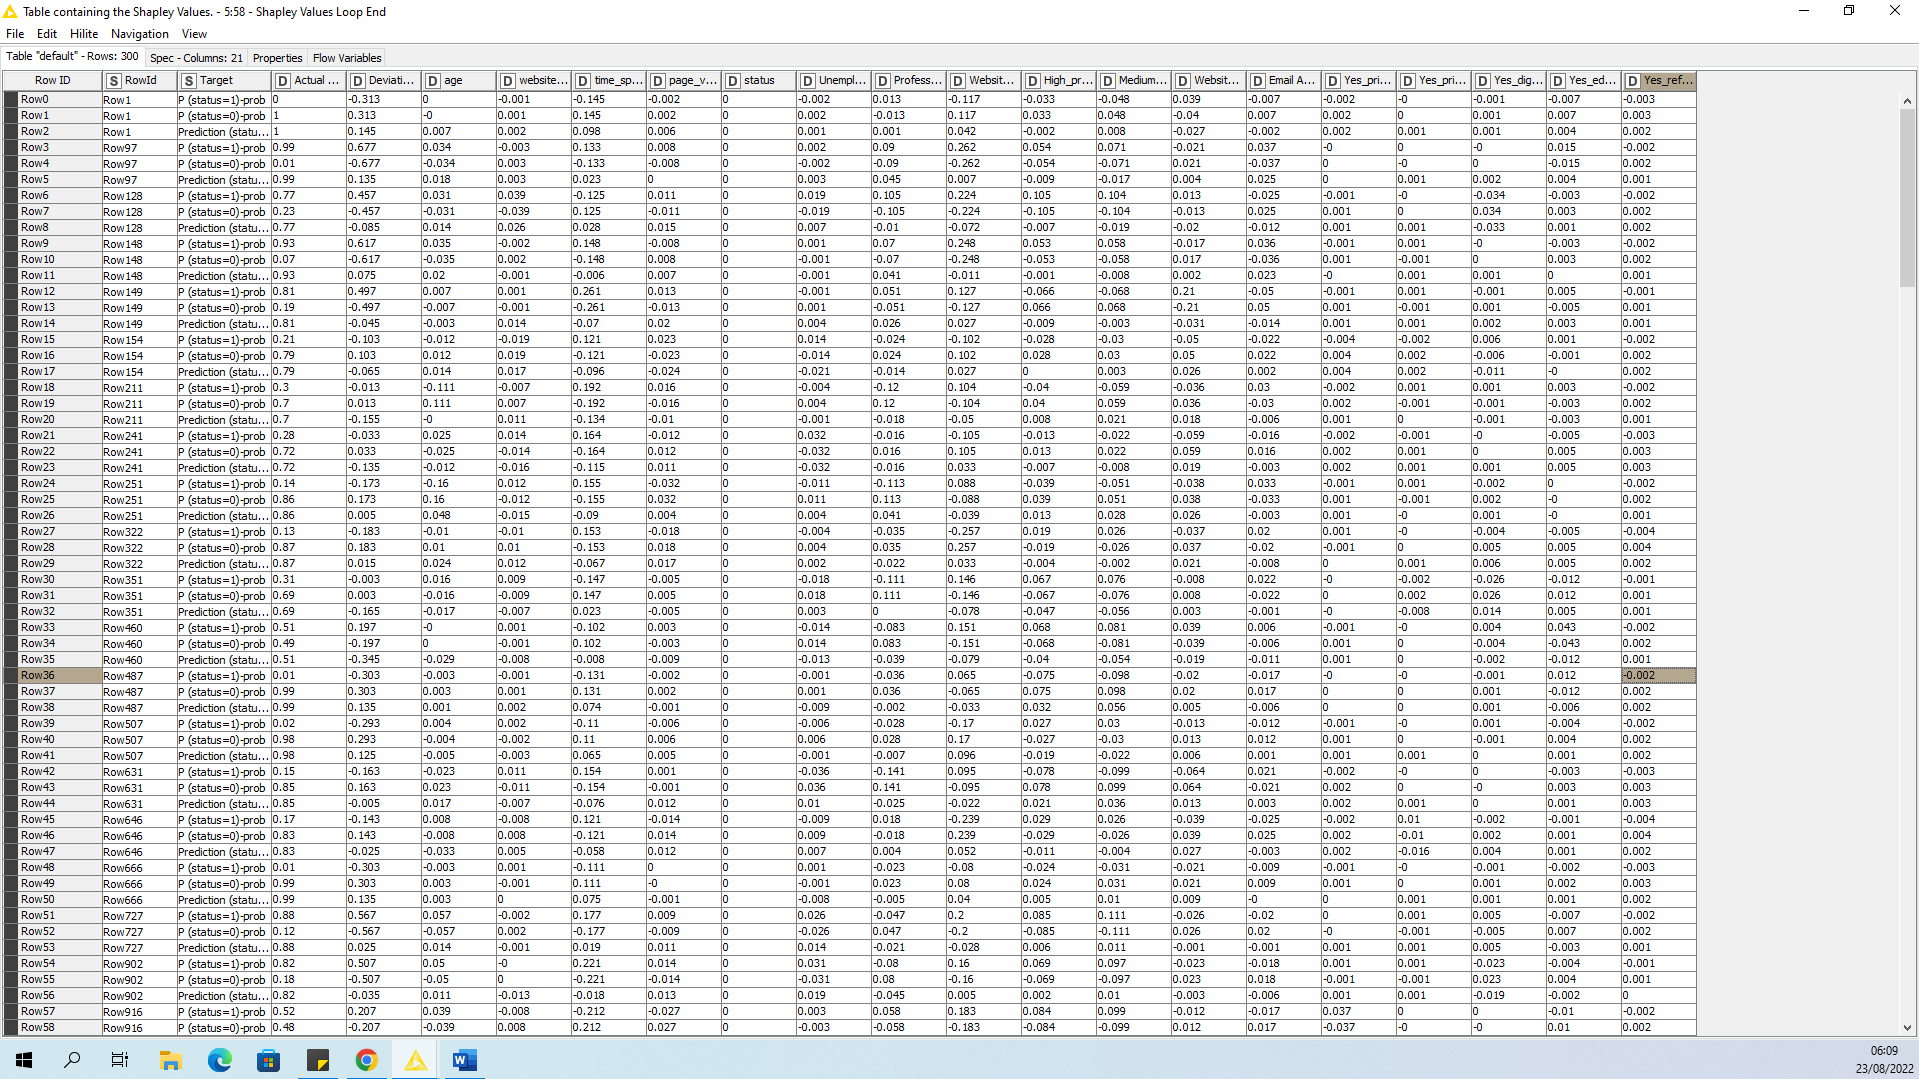 Table containing the Shapley Values. - 5:58 - Shapley Values Loop End
File Edit Hilite Navigation View
Table "default" - Rows: 300 Spec - Columns: 21 Properties Flow Variables
Row ID S RowId S Target D Actual ... D Deviati... D age D website... D time_sp... D page_v... D status D Unempl... D Profess... D Websit... D High_pr... D Medium... D Websit... D Email A... D Yes_pri... D Yes_pri... D Yes_dig... D Yes_ed... D Yes_ref...
Row0 Row1 P (status=1)-prob 0 -0.313 0 -0.001 -0.145 -0.002 0 -0.002 0.013 -0.117 -0.033 -0.048 0.039 -0.007 -0.002 -0 -0.001 -0.007 -0.003
Row1 Row1 P (status=0)-prob 1 0.313 -0 0.001 0.145 0.002 0 0.002 -0.013 0.117 0.033 0.048 -0.04 0.007 0.002 0 0.001 0.007 0.003
Row2 Row1 Prediction (statu... 1 0.145 0.007 0.002 0.098 0.006 0 0.001 0.001 0.042 -0.002 0.008 -0.027 -0.002 0.002 0.001 0.001 0.004 0.002
Row3 Row97 P (status=1)-prob 0.99 0.677 0.034 -0.003 0.133 0.008 0 0.002 0.09 0.262 0.054 0.071 -0.021 0.037 -0 0 -0 0.015 -0.002
Row4 Row97 P (status=0)-prob 0.01 -0.677 -0.034 0.003 -0.133 -0.008 0 -0.002 -0.09 -0.262 -0.054 -0.071 0.021 -0.037 0 -0 0 -0.015 0.002
Row5 Row97 Prediction (statu... 0.99 0.135 0.018 0.003 0.023 0 0 0.003 0.045 0.007 -0.009 -0.017 0.004 0.025 0 0.001 0.002 0.004 0.001
Row6 Row128 P (status=1)-prob 0.77 0.457 0.031 0.039 -0.125 0.011 0 0.019 0.105 0.224 0.105 0.104 0.013 -0.025 -0.001 -0 -0.034 -0.003 -0.002
Row7 Row128 P (status=0)-prob 0.23 -0.457 -0.031 -0.039 0.125 -0.011 0 -0.019 -0.105 -0.224 -0.105 -0.104 -0.013 0.025 0.001 0 0.034 0.003 0.002
Row8 Row128 Prediction (statu... 0.77 -0.085 0.014 0.026 0.028 0.015 0 0.007 -0.01 -0.072 -0.007 -0.019 -0.02 -0.012 0.001 0.001 -0.033 0.001 0.002
Row9 Row148 P (status=1)-prob 0.93 0.617 0.035 -0.002 0.148 -0.008 0 0.001 0.07 0.248 0.053 0.058 -0.017 0.036 -0.001 0.001 -0 -0.003 -0.002
Row10 Row148 P (status=0)-prob 0.07 -0.617 -0.035 0.002 -0.148 0.008 0 -0.001 -0.07 -0.248 -0.053 -0.058 0.017 -0.036 0.001 -0.001 0 0.003 0.002
Row11 Row148 Prediction (statu... 0.93 0.075 0.02 -0.001 -0.006 0.007 0 -0.001 0.041 -0.011 -0.001 -0.008 0.002 0.023 -0 0.001 0.001 0 0.001
Row12 Row149 P (status=1)-prob 0.81 0.497 0.007 0.001 0.261 0.013 0 -0.001 0.051 0.127 -0.066 -0.068 0.21 -0.05 -0.001 0.001 -0.001 0.005 -0.001
Row13 Row149 P (status=0)-prob 0.19 -0.497 -0.007 -0.001 -0.261 -0.013 0 0.001 -0.051 -0.127 0.066 0.068 -0.21 0.05 0.001 -0.001 0.001 -0.005 0.001
Row14 Row149 Prediction (statu... 0.81 -0.045 -0.003 0.014 -0.07 0.02 0 0.004 0.026 0.027 -0.009 -0.003 -0.031 -0.014 0.001 0.001 0.002 0.003 0.001
Row15 Row154 P (status=1)-prob 0.21 -0.103 -0.012 -0.019 0.121 0.023 0 0.014 -0.024 -0.102 -0.028 -0.03 -0.05 -0.022 -0.004 -0.002 0.006 0.001 -0.002
Row16 Row154 P (status=0)-prob 0.79 0.103 0.012 0.019 -0.121 -0.023 0 -0.014 0.024 0.102 0.028 0.03 0.05 0.022 0.004 0.002 -0.006 -0.001 0.002
Row17 Row154 Prediction (statu... 0.79 -0.065 0.014 0.017 -0.096 -0.024 0 -0.021 -0.014 0.027 0 0.003 0.026 0.002 0.004 0.002 -0.011 -0 0.002
Row18 Row211 P (status=1)-prob 0.3 -0.013 -0.111 -0.007 0.192 0.016 0 -0.004 -0.12 0.104 -0.04 -0.059 -0.036 0.03 -0.002 0.001 0.001 0.003 -0.002
Row19 Row211 P (status=0)-prob 0.7 0.013 0.111 0.007 -0.192 -0.016 0 0.004 0.12 -0.104 0.04 0.059 0.036 -0.03 0.002 -0.001 -0.001 -0.003 0.002
Row20 Row211 Prediction (statu... 0.7 -0.155 -0 0.011 -0.134 -0.01 0 -0.001 -0.018 -0.05 0.008 0.021 0.018 -0.006 0.001 0 -0.001 -0.003 0.001
Row21 Row241 P (status=1)-prob 0.28 -0.033 0.025 0.014 0.164 -0.012 0 0.032 -0.016 -0.105 -0.013 -0.022 -0.059 -0.016 -0.002 -0.001 -0 -0.005 -0.003
Row22 Row241 P (status=0)-prob 0.72 0.033 -0.025 -0.014 -0.164 0.012 0 -0.032 0.016 0.105 0.013 0.022 0.059 0.016 0.002 0.001 0 0.005 0.003
Row23 Row241 Prediction (statu... 0.72 -0.135 -0.012 -0.016 -0.115 0.011 0 -0.032 -0.016 0.033 -0.007 -0.008 0.019 -0.003 0.002 0.001 0.001 0.005 0.002
Row24 Row251 P (status=1)-prob 0.14 -0.173 -0.16 0.012 0.155 -0.032 0 -0.011 -0.113 0.088 -0.039 -0.051 -0.038 0.033 -0.001 0.001 -0.002 0 -0.002
Row25 Row251 P (status=0)-prob 0.86 0.173 0.16 -0.012 -0.155 0.032 0 0.011 0.113 -0.088 0.039 0.051 0.038 -0.033 0.001 -0.001 0.002 -0 0.002
Row26 Row251 Prediction (statu... 0.86 0.005 0.048 -0.015 -0.09 0.004 0 0.004 0.041 -0.039 0.013 0.028 0.026 -0.003 0.001 -0 0.001 -0 0.001
Row27 Row322 P (status=1)-prob 0.13 -0.183 -0.01 -0.01 0.153 -0.018 0 -0.004 -0.035 -0.257 0.019 0.026 -0.037 0.02 0.001 -0 -0.004 -0.005 -0.004
Row28 Row322 P (status=0)-prob 0.87 0.183 0.01 0.01 -0.153 0.018 0 0.004 0.035 0.257 -0.019 -0.026 0.037 -0.02 -0.001 0 0.005 0.005 0.004
Row29 Row322 Prediction (statu... 0.87 0.015 0.024 0.012 -0.067 0.017 0 0.002 -0.022 0.033 -0.004 -0.002 0.021 -0.008 0 0.001 0.006 0.005 0.002
Row30 Row351 P (status=1)-prob 0.31 -0.003 0.016 0.009 -0.147 -0.005 0 -0.018 -0.111 0.146 0.067 0.076 -0.008 0.022 -0 -0.002 -0.026 -0.012 -0.001
Row31 Row351 P (status=0)-prob 0.69 0.003 -0.016 -0.009 0.147 0.005 0 0.018 0.111 -0.146 -0.067 -0.076 0.008 -0.022 0 0.002 0.026 0.012 0.001
Row32 Row351 Prediction (statu... 0.69 -0.165 -0.017 -0.007 0.023 -0.005 0 0.003 0 -0.078 -0.047 -0.056 0.003 -0.001 -0 -0.008 0.014 0.005 0.001
Row33 Row460 P (status=1)-prob 0.51 0.197 -0 0.001 -0.102 0.003 0 -0.014 -0.083 0.151 0.068 0.081 0.039 0.006 -0.001 -0 0.004 0.043 -0.002
Row34 Row460 P (status=0)-prob 0.49 -0.197 0 -0.001 0.102 -0.003 0 0.014 0.083 -0.151 -0.068 -0.081 -0.039 -0.006 0.001 0 -0.004 -0.043 0.002
Row35 Row460 Prediction (statu... 0.51 -0.345 -0.029 -0.008 -0.008 -0.009 0 -0.013 -0.039 -0.079 -0.04 -0.054 -0.019 -0.011 0.001 0 -0.002 -0.012 0.001
Row36 Row487 P (status=1)-prob 0.01 -0.303 -0.003 -0.001 -0.131 -0.002 0 -0.001 -0.036 0.065 -0.075 -0.098 -0.02 -0.017 -0 -0 -0.001 0.012 -0.002
Row37 Row487 P (status=0)-prob 0.99 0.303 0.003 0.001 0.131 0.002 0 0.001 0.036 -0.065 0.075 0.098 0.02 0.017 0 0 0.001 -0.012 0.002
Row38 Row487 Prediction (statu... 0.99 0.135 0.001 0.002 0.074 -0.001 0 -0.009 -0.002 -0.033 0.032 0.056 0.005 -0.006 0 0 0.001 -0.006 0.002
Row39 Row507 P (status=1)-prob 0.02 -0.293 0.004 0.002 -0.11 -0.006 0 -0.006 -0.028 -0.17 0.027 0.03 -0.013 -0.012 -0.001 -0 0.001 -0.004 -0.002
Row40 Row507 P (status=0)-prob 0.98 0.293 -0.004 -0.002 0.11 0.006 0 0.006 0.028 0.17 -0.027 -0.03 0.013 0.012 0.001 0 -0.001 0.004 0.002
Row41 Row507 Prediction (statu... 0.98 0.125 -0.005 -0.003 0.065 0.005 0 -0.001 -0.007 0.096 -0.019 -0.022 0.006 0.001 0.001 0.001 0 0.001 0.002
Row42 Row631 P (status=1)-prob 0.15 -0.163 -0.023 0.011 0.154 0.001 0 -0.036 -0.141 0.095 -0.078 -0.099 -0.064 0.021 -0.002 -0 0 -0.003 -0.003
Row43 Row631 P (status=0)-prob 0.85 0.163 0.023 -0.011 -0.154 -0.001 0 0.036 0.141 -0.095 0.078 0.099 0.064 -0.021 0.002 0 -0 0.003 0.003
Row44 Row631 Prediction (statu... 0.85 -0.005 0.017 -0.007 -0.076 0.012 0 0.01 -0.025 -0.022 0.021 0.036 0.013 0.003 0.002 0.001 0 0.001 0.003
Row45 Row646 P (status=1)-prob 0.17 -0.143 0.008 -0.008 0.121 -0.014 0 -0.009 0.018 -0.239 0.029 0.026 -0.039 -0.025 -0.002 0.01 -0.002 -0.001 -0.004
Row46 Row646 P (status=0)-prob 0.83 0.143 -0.008 0.008 -0.121 0.014 0 0.009 -0.018 0.239 -0.029 -0.026 0.039 0.025 0.002 -0.01 0.002 0.001 0.004
Row47 Row646 Prediction (statu... 0.83 -0.025 -0.033 0.005 -0.058 0.012 0 0.007 0.004 0.052 -0.011 -0.004 0.027 -0.003 0.002 -0.016 0.004 0.001 0.002
Row48 Row666 P (status=1)-prob 0.01 -0.303 -0.003 0.001 -0.111 0 0 0.001 -0.023 -0.08 -0.024 -0.031 -0.021 -0.009 -0.001 -0 -0.001 -0.002 -0.003
Row49 Row666 P (status=0)-prob 0.99 0.303 0.003 -0.001 0.111 -0 0 -0.001 0.023 0.08 0.024 0.031 0.021 0.009 0.001 0 0.001 0.002 0.003
Row50 Row666 Prediction (statu... 0.99 0.135 0.003 0 0.075 -0.001 0 -0.008 -0.005 0.04 0.005 0.01 0.009 -0 0 0.001 0.001 0.001 0.002
Row51 Row727 P (status=1)-prob 0.88 0.567 0.057 -0.002 0.177 0.009 0 0.026 -0.047 0.2 0.085 0.111 -0.026 -0.02 0 0.001 0.005 -0.007 -0.002
Row52 Row727 P (status=0)-prob 0.12 -0.567 -0.057 0.002 -0.177 -0.009 0 -0.026 0.047 -0.2 -0.085 -0.111 0.026 0.02 -0 -0.001 -0.005 0.007 0.002
Row53 Row727 Prediction (statu... 0.88 0.025 0.014 -0.001 0.019 0.011 0 0.014 -0.021 -0.028 0.006 0.011 -0.001 -0.001 0.001 0.001 0.005 -0.003 0.001
Row54 Row902 P (status=1)-prob 0.82 0.507 0.05 -0 0.221 0.014 0 0.031 -0.08 0.16 0.069 0.097 -0.023 -0.018 0.001 0.001 -0.023 -0.004 -0.001
Row55 Row902 P (status=0)-prob 0.18 -0.507 -0.05 0 -0.221 -0.014 0 -0.031 0.08 -0.16 -0.069 -0.097 0.023 0.018 -0.001 -0.001 0.023 0.004 0.001
Row56 Row902 Prediction (statu... 0.82 -0.035 0.011 -0.013 -0.018 0.013 0 0.019 -0.045 0.005 0.002 0.01 -0.003 -0.006 0.001 0.001 -0.019 -0.002 0
Row57 Row916 P (status=1)-prob 0.52 0.207 0.039 -0.008 -0.212 -0.027 0 0.003 0.058 0.183 0.084 0.099 -0.012 -0.017 0.037 0 0 -0.01 -0.002
Row58 Row916 P (status=0)-prob 0.48 -0.207 -0.039 0.008 0.212 0.027 0 -0.003 -0.058 -0.183 -0.084 -0.099 0.012 0.017 -0.037 -0 -0 0.01 0.002
W
06:09
23/08/2022